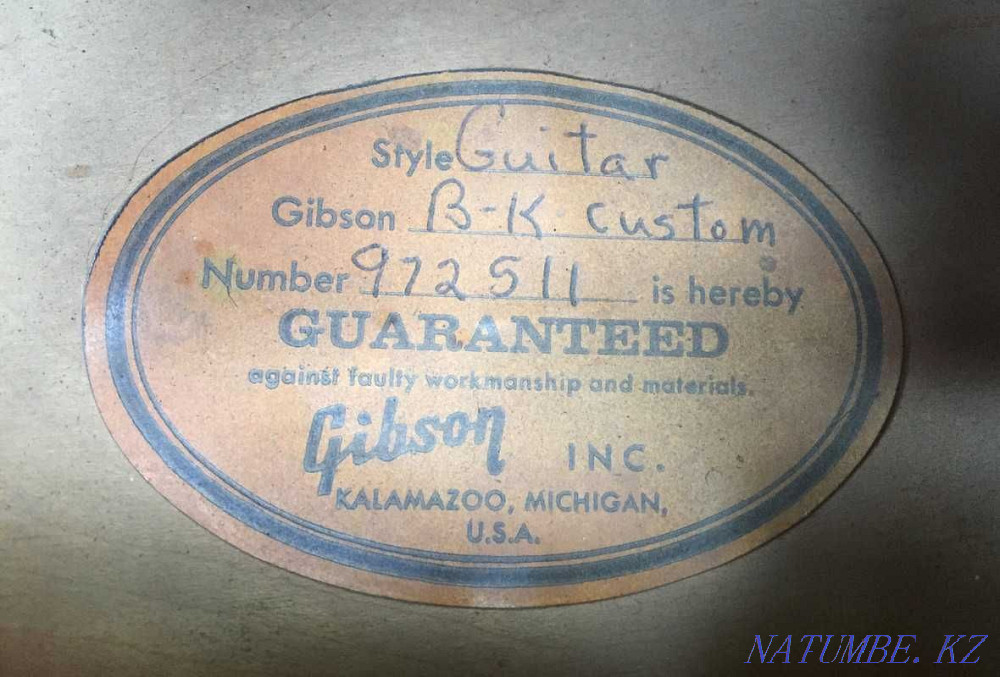 Style Guitar
Gibson B-K Custom
Number 972511 is hereby
GUARANTEED
against faulty workmanship and materials.
Gibson INC.
KALAMAZOO, MICHIGAN,
U.S.A.
NATUMBE.KZ